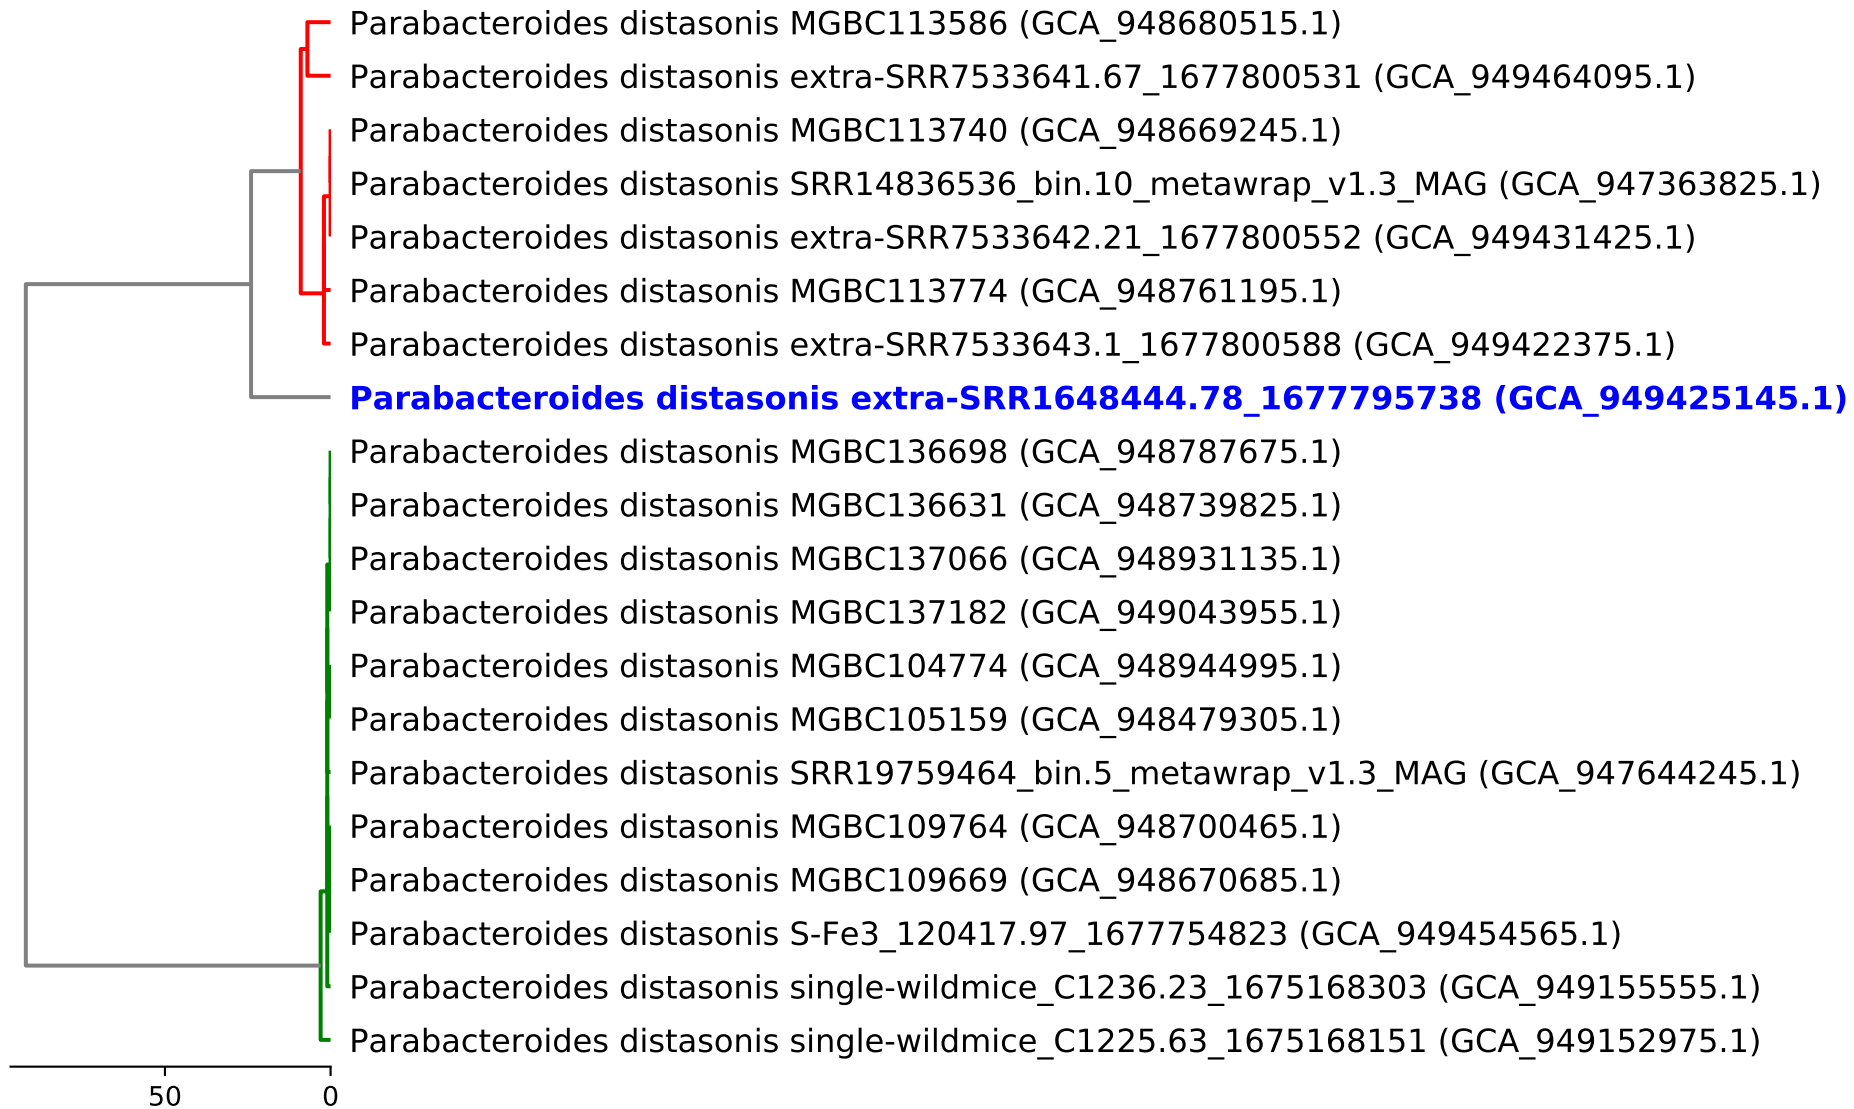 Parabacteroides distasonis MGBC113586 (GCA_948680515.1)
Parabacteroides distasonis extra-SRR7533641.67_1677800531 (GCA_949464095.1)
Parabacteroides distasonis MGBC113740 (GCA_948669245.1)
Parabacteroides distasonis SRR14836536_bin.10_metawrap_v1.3_MAG (GCA_947363825.1)
Parabacteroides distasonis extra-SRR7533642.21_1677800552 (GCA_949431425.1)
Parabacteroides distasonis MGBC113774 (GCA_948761195.1)
Parabacteroides distasonis extra-SRR7533643.1_1677800588 (GCA_949422375.1)
Parabacteroides distasonis extra-SRR1648444.78_1677795738 (GCA_949425145.1)
Parabacteroides distasonis MGBC136698 (GCA_948787675.1)
Parabacteroides distasonis MGBC136631 (GCA_948739825.1)
Parabacteroides distasonis MGBC137066 (GCA_948931135.1)
Parabacteroides distasonis MGBC137182 (GCA_949043955.1)
Parabacteroides distasonis MGBC104774 (GCA_948944995.1)
Parabacteroides distasonis MGBC105159 (GCA_948479305.1)
Parabacteroides distasonis SRR19759464_bin.5_metawrap_v1.3_MAG (GCA_947644245.1)
Parabacteroides distasonis MGBC109764 (GCA_948700465.1)
Parabacteroides distasonis MGBC109669 (GCA_948670685.1)
Parabacteroides distasonis S-Fe3_120417.97_1677754823 (GCA_949454565.1)
Parabacteroides distasonis single-wildmice_C1236.23_1675168303 (GCA_949155555.1)
Parabacteroides distasonis single-wildmice_C1225.63_1675168151 (GCA_949152975.1)
50 0